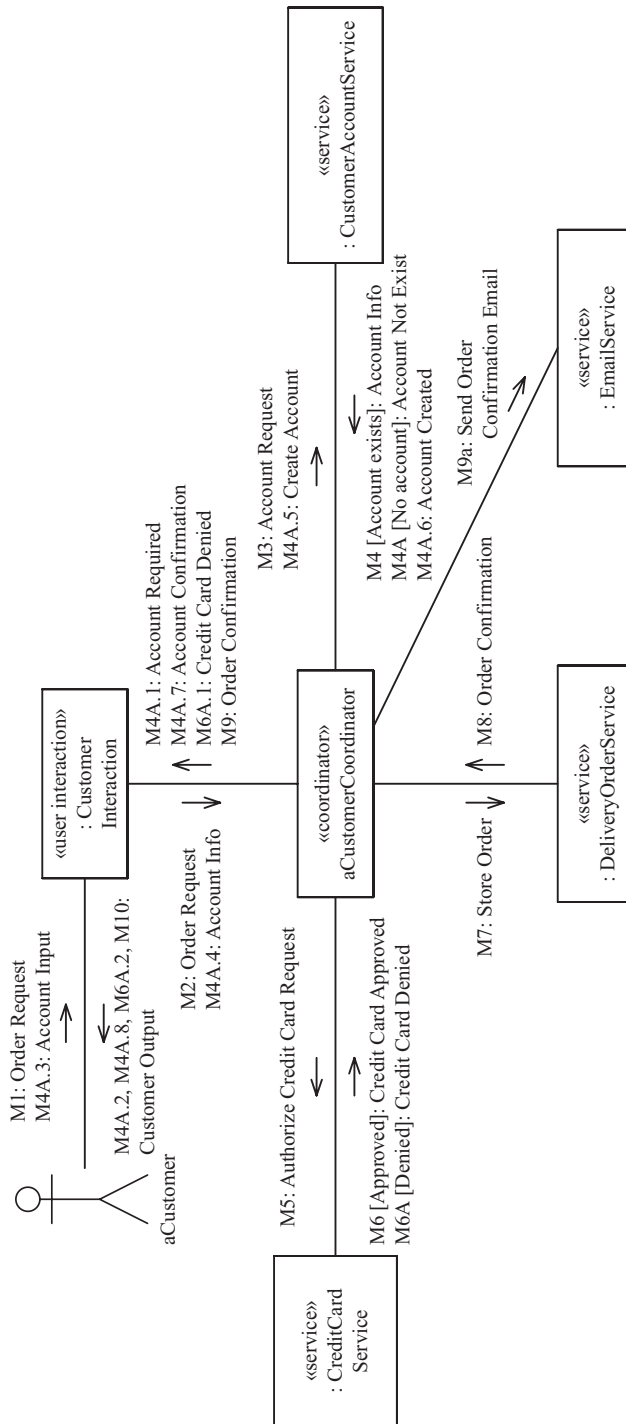 M1: Order Request
M4A.3: Account Input
M4A.2, M4A.8, M6A.2, M10:
Customer Output
aCustomer
«user interaction»
: Customer
Interaction
M4A.1: Account Required
M4A.7: Account Confirmation
M6A.1: Credit Card Denied
M9: Order Confirmation
M2: Order Request
M4A.4: Account Info
M3: Account Request
M4A.5: Create Account
«service»
: CustomerAccountService
M5: Authorize Credit Card Request
«coordinator»
aCustomerCoordinator
M4 [Account exists]: Account Info
M4A [No account]: Account Not Exist
M4A.6: Account Created
«service»
: CreditCard
Service
M6 [Approved]: Credit Card Approved
M6A [Denied]: Credit Card Denied
M9a: Send Order
Confirmation Email
M7: Store Order
M8: Order Confirmation
«service»
: DeliveryOrderService
«service»
: EmailService